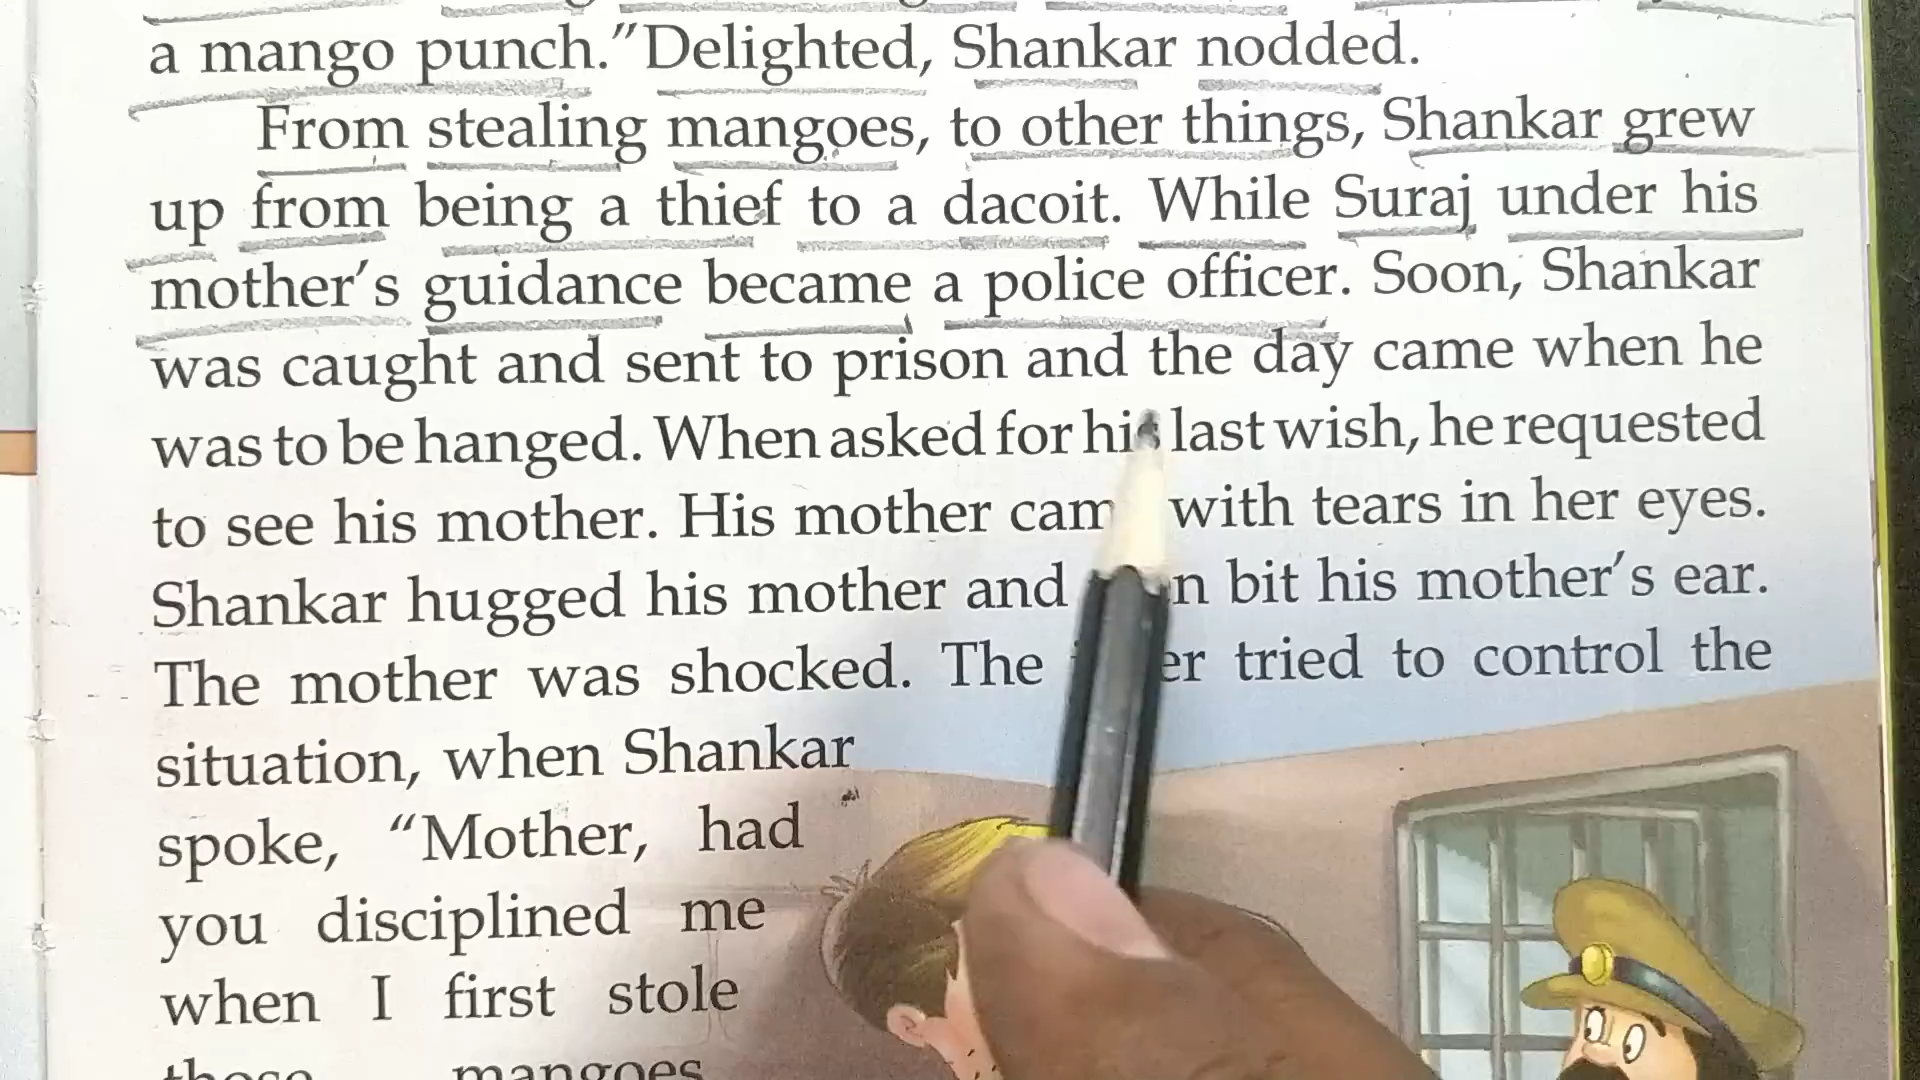 a mango punch.” Delighted, Shankar nodded.
From stealing mangoes, to other things, Shankar grew
up from being a thief to a dacoit. While Suraj under his
mother’s guidance became a police officer. Soon, Shankar
was caught and sent to prison and the day came when he
was to be hanged. When asked for his last wish, he requested
to see his mother. His mother cam with tears in her eyes.
Shankar hugged his mother and bit his mother’s ear.
The mother was shocked. The tried to control the
situation, when Shankar
spoke, “Mother, had
you disciplined me
when I first stole
those mangoes